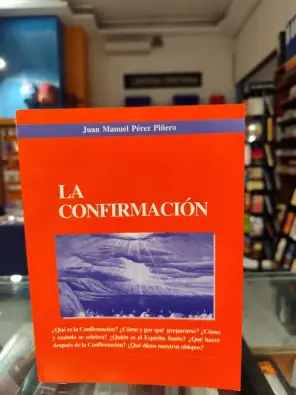 Juan Manuel Pérez Piñero
LA
CONFIRMACIÓN
¿Qué es la Confirmación? ¿Cómo y por qué prepararse? ¿Cómo
y cuándo se celebra? ¿Quién es el Espíritu Santo? ¿Qué hacer
después de la Confirmación? ¿Qué dicen nuestros obispos?